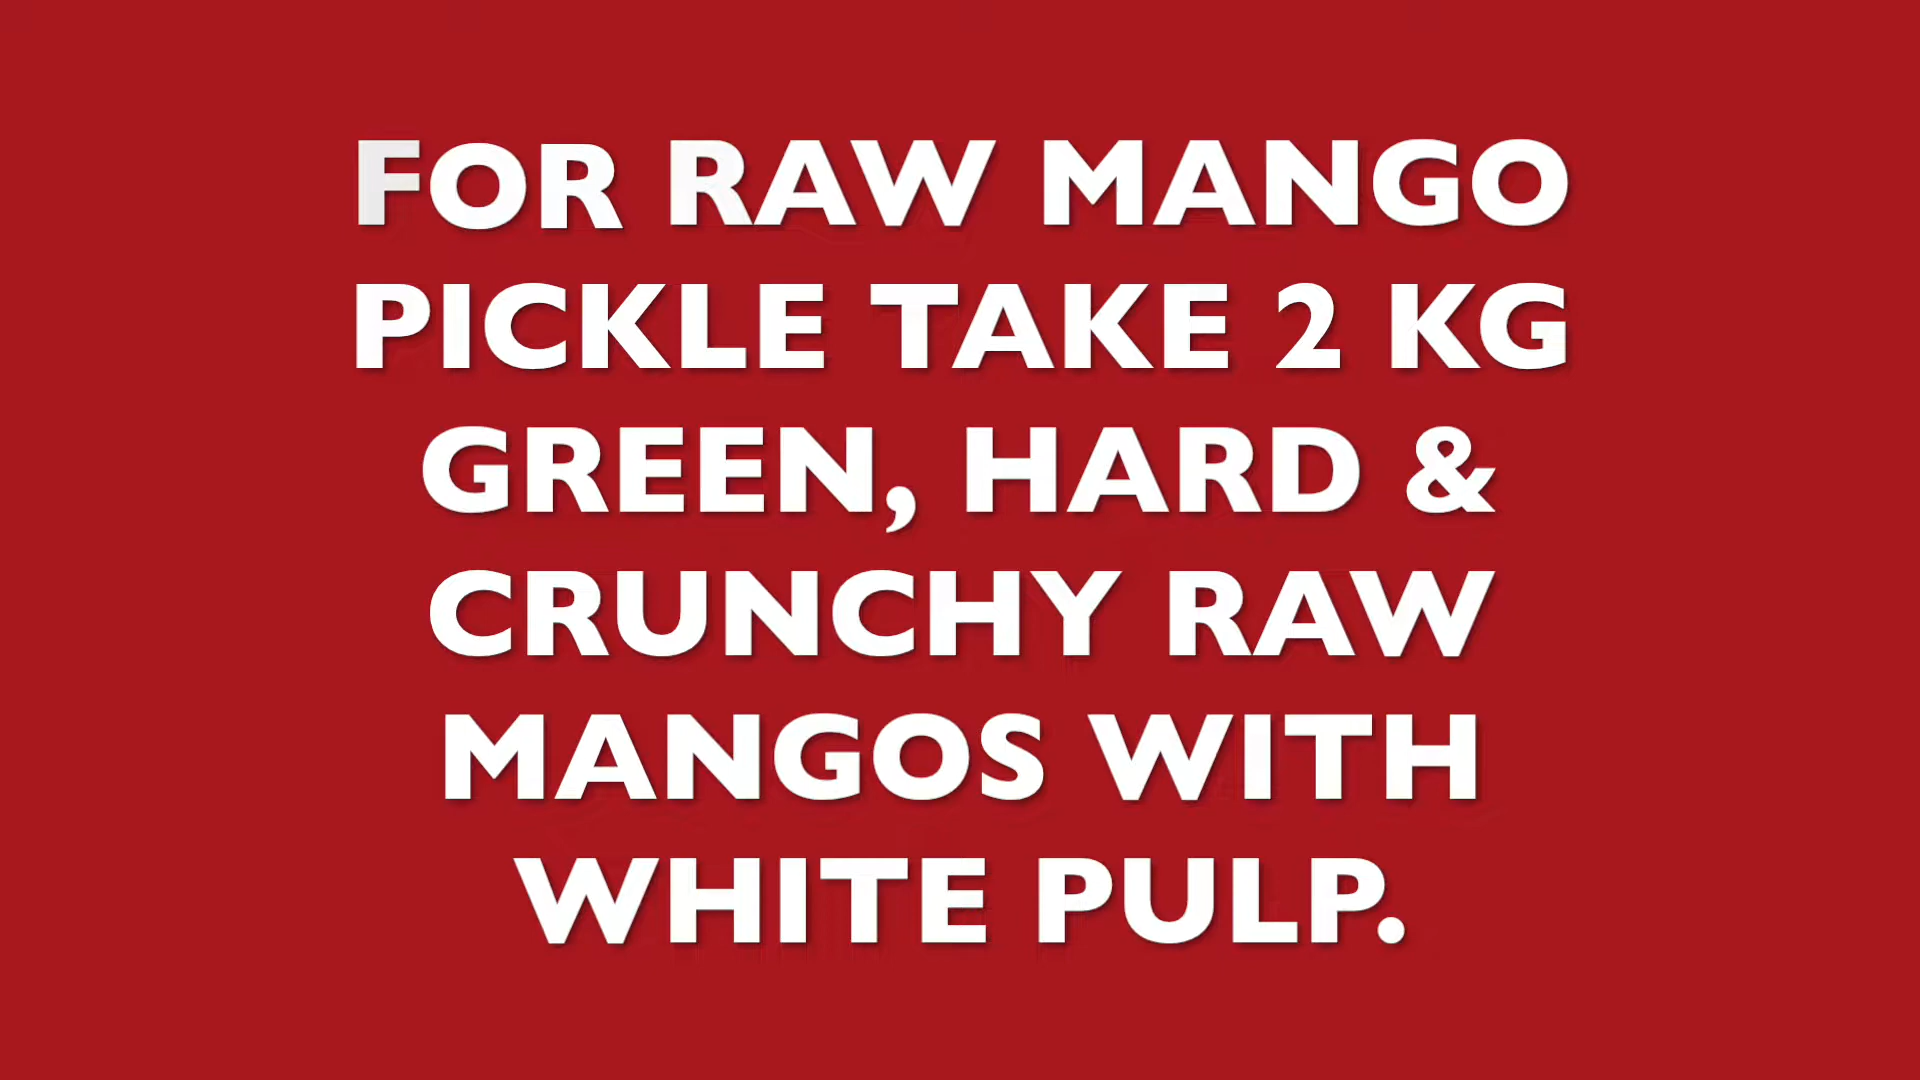 FOR RAW MANGO
PICKLE TAKE 2 KG
GREEN, HARD &
CRUNCHY RAW
MANGOS WITH
WHITE PULP.